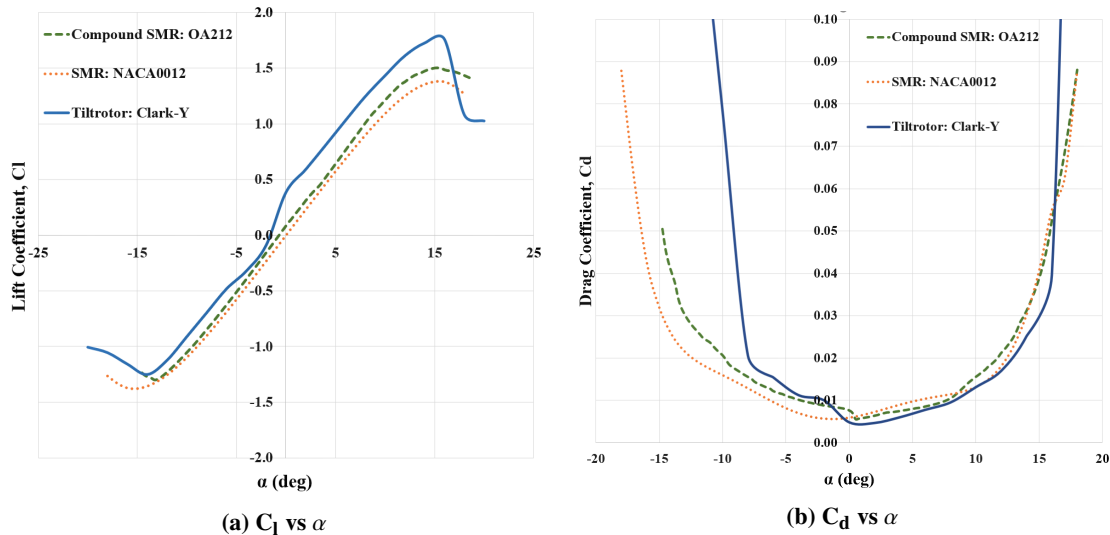 2.0
1.5
1.0
0.5
0.0
-0.5
-1.0
-1.5
-2.0
-25
-15
-5
5
15
25
Compound SMR: OA212
SMR: NACA0012
Tiltrotor: Clark-Y
Lift Coefficient, Cl
α (deg)
(a) Cl vs α
0.10
0.09
0.08
0.07
0.06
0.05
0.04
0.03
0.02
0.01
0.00
-20
-15
-10
-5
0
5
10
15
20
Compound SMR: OA212
SMR: NACA0012
Tiltrotor: Clark-Y
Drag Coefficient, Cd
α (deg)
(b) Cd vs α